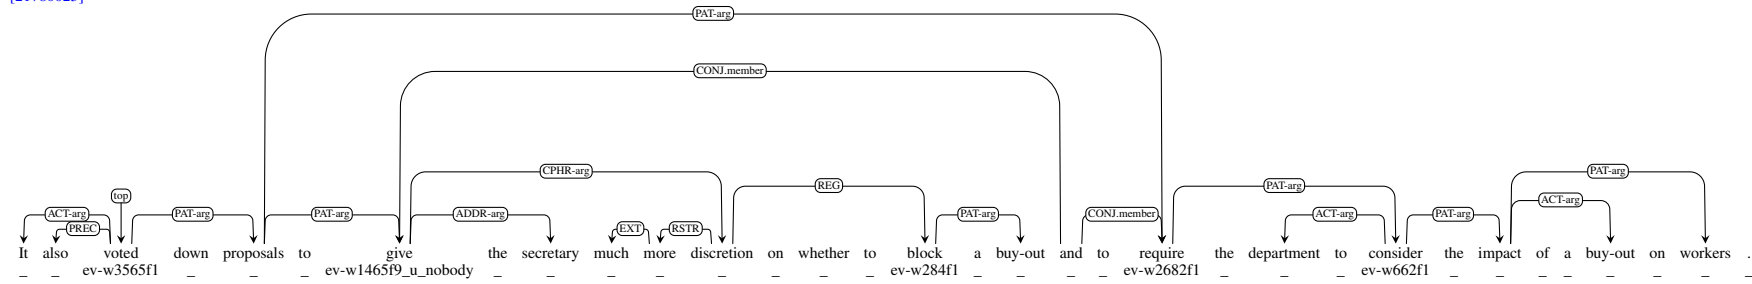 PAT-arg
CONJ.member
CPHR-arg PAT-arg
REG PAT-arg
top ACT-arg
ACT-arg PAT-arg PAT-arg ADDR-arg PAT-arg CONJ.member ACT-arg PAT-arg
PREC EXT RSTR
It also voted down proposals to give the secretary much more discretion on whether to block a buy-out and to require the department to consider the impact of a buy-out on workers .
_ _ ev-w3565f1 _ _ _ ev-w1465f9_u_nobody _ _ _ _ _ _ _ _ ev-w284f1 _ _ _ _ ev-w2682f1 _ _ _ ev-w662f1 _ _ _ _ _ _ _ _